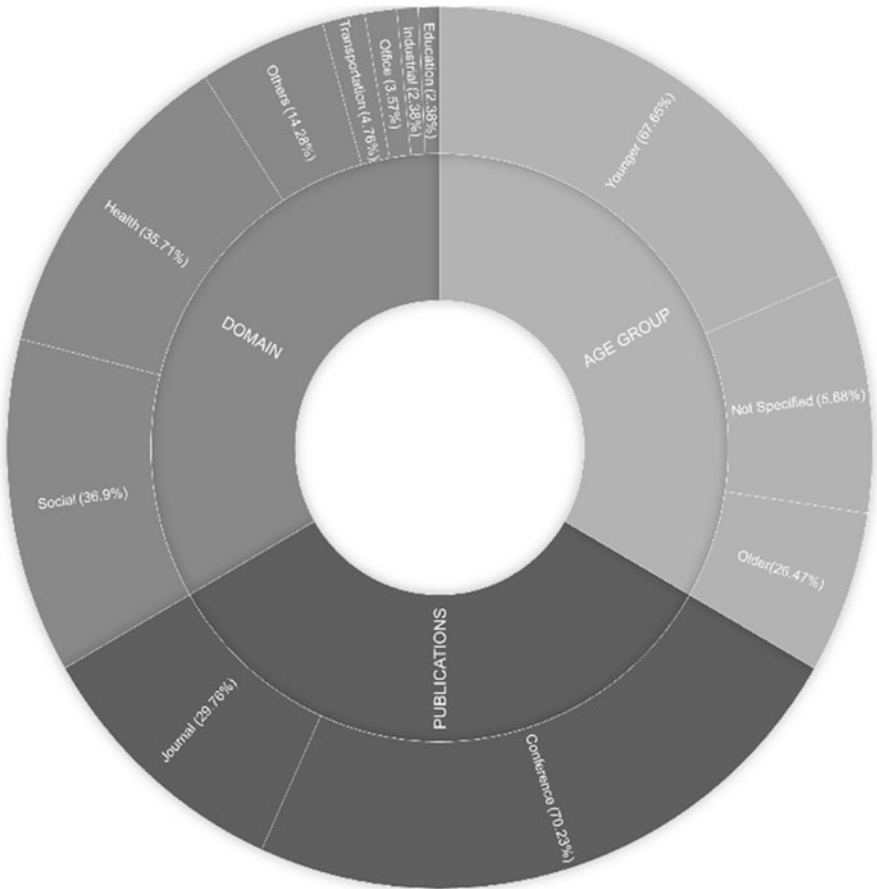 AGE GROUP
Younger (67.65%)
Not Specified (5.88%)
Older(26.47%)
PUBLICATIONS
Conference (70.23%)
Journal (29.76%)
DOMAIN
Social (36.9%)
Health (35.71%)
Others (14.28%)
Transportation (4.76%)
Office (3.57%)
Industrial (2.38%)
Education (2.38%)